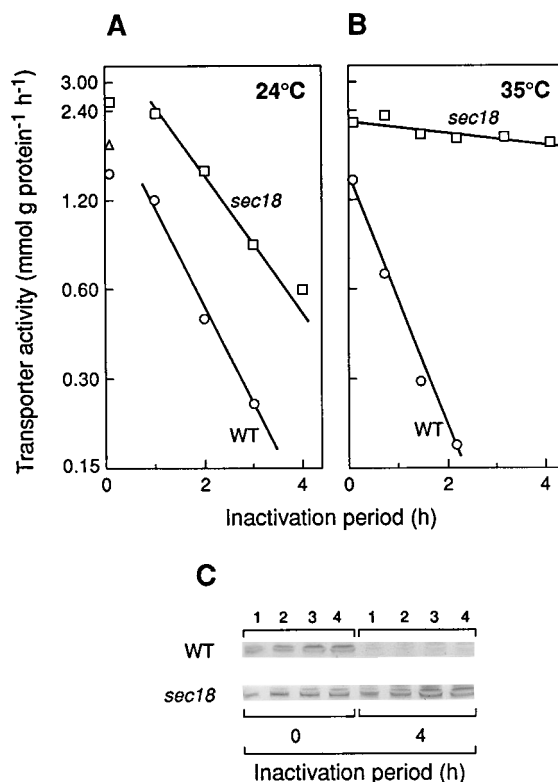 A
B
24°C
35°C
Transporter activity (mmol g protein⁻¹ h⁻¹)
3.00
2.40
1.20
0.60
0.30
0.15
sec18
WT
sec18
WT
0 2 4
0 2 4
Inactivation period (h)
Inactivation period (h)
C
1 2 3 4 1 2 3 4
WT
sec18
0 4
Inactivation period (h)